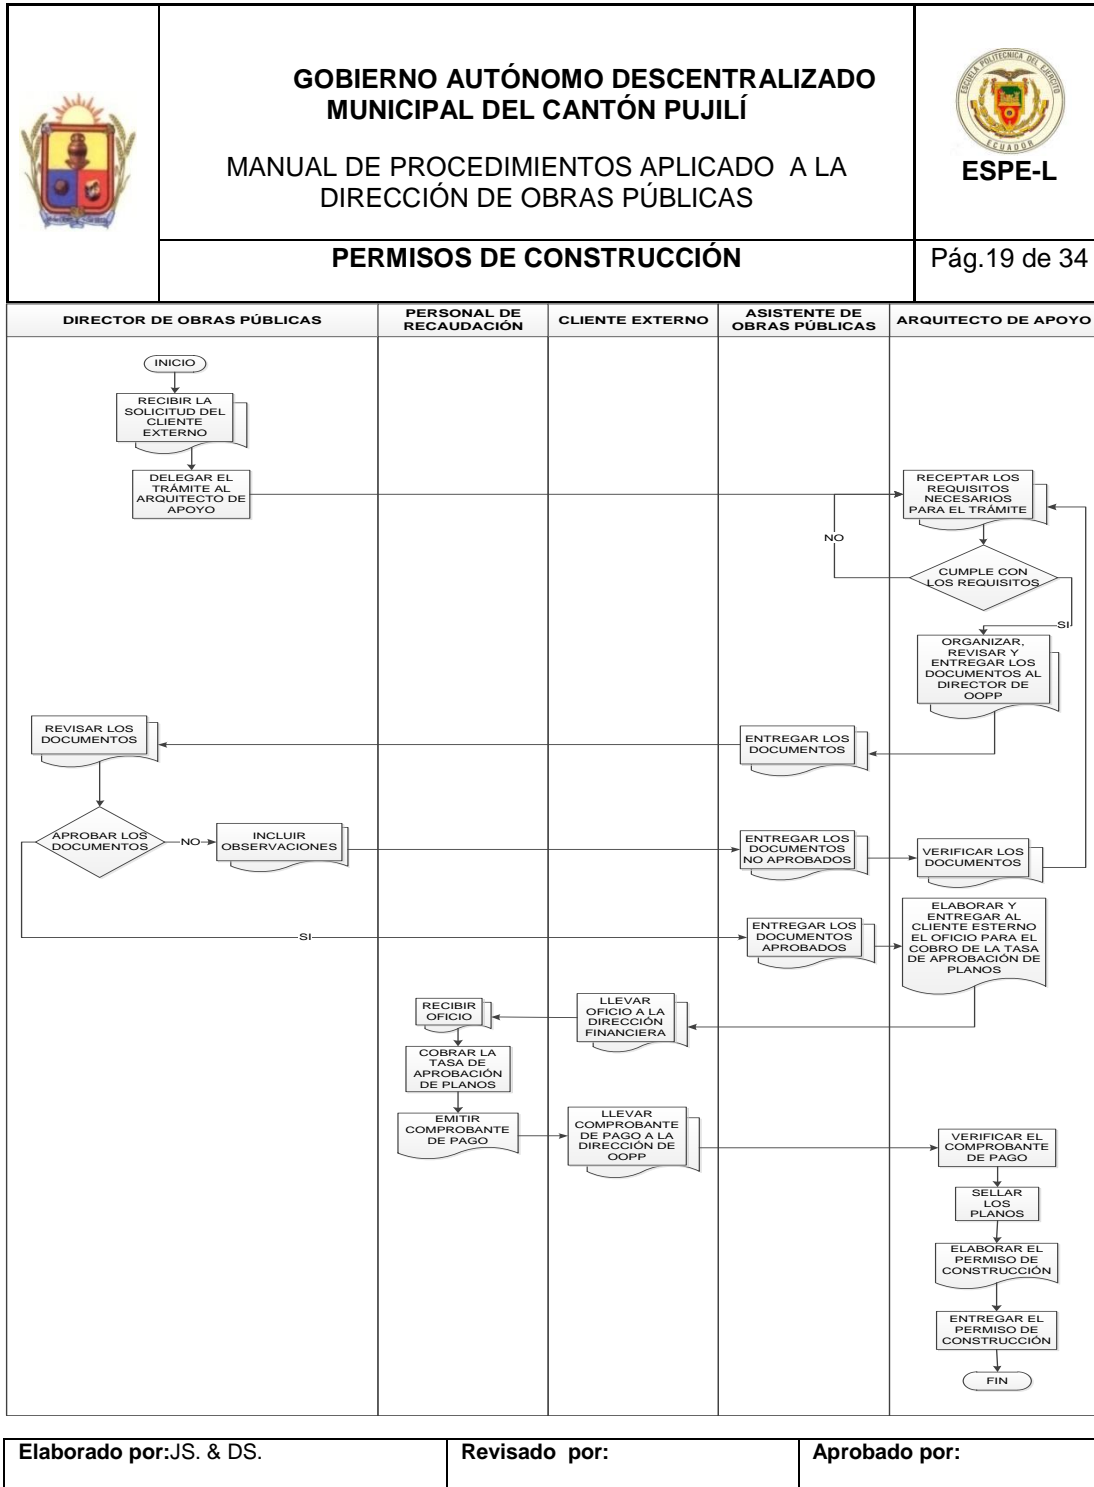 GOBIERNO AUTÓNOMO DESCENTRALIZADO
MUNICIPAL DEL CANTÓN PUJILÍ
MANUAL DE PROCEDIMIENTOS APLICADO A LA
DIRECCIÓN DE OBRAS PÚBLICAS
ESCUELA POLITECNICA DEL EJERCITO
ECUADOR
ESPE-L
PERMISOS DE CONSTRUCCIÓN
Pág.19 de 34
DIRECTOR DE OBRAS PÚBLICAS
PERSONAL DE
RECAUDACIÓN
CLIENTE EXTERNO
ASISTENTE DE
OBRAS PÚBLICAS
ARQUITECTO DE APOYO
INICIO
RECIBIR LA
SOLICITUD DEL
CLIENTE
EXTERNO
DELEGAR EL
TRÁMITE AL
ARQUITECTO DE
APOYO
RECEPTAR LOS
REQUISITOS
NECESARIOS
PARA EL TRÁMITE
NO
CUMPLE CON
LOS REQUISITOS
SI
ORGANIZAR,
REVISAR Y
ENTREGAR LOS
DOCUMENTOS AL
DIRECTOR DE
OOPP
REVISAR LOS
DOCUMENTOS
ENTREGAR LOS
DOCUMENTOS
APROBAR LOS
DOCUMENTOS
NO
INCLUIR
OBSERVACIONES
ENTREGAR LOS
DOCUMENTOS
NO APROBADOS
VERIFICAR LOS
DOCUMENTOS
SI
ENTREGAR LOS
DOCUMENTOS
APROBADOS
ELABORAR Y
ENTREGAR AL
CLIENTE ESTERNO
EL OFICIO PARA EL
COBRO DE LA TASA
DE APROBACIÓN DE
PLANOS
RECIBIR
OFICIO
LLEVAR
OFICIO A LA
DIRECCIÓN
FINANCIERA
COBRAR LA
TASA DE
APROBACIÓN
DE PLANOS
EMITIR
COMPROBANTE
DE PAGO
LLEVAR
COMPROBANTE
DE PAGO A LA
DIRECCIÓN DE
OOPP
VERIFICAR EL
COMPROBANTE
DE PAGO
SELLAR
LOS
PLANOS
ELABORAR EL
PERMISO DE
CONSTRUCCIÓN
ENTREGAR EL
PERMISO DE
CONSTRUCCIÓN
FIN
Elaborado por:JS. & DS.
Revisado por:
Aprobado por: